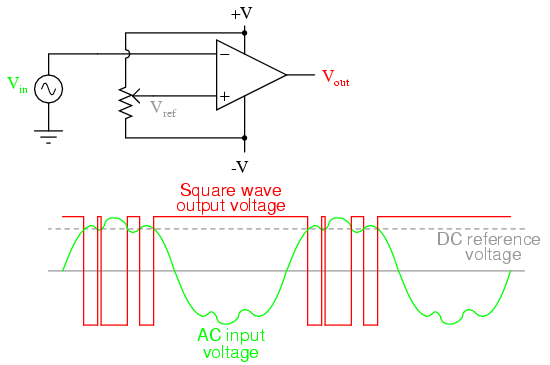 +V
V_in
−
+
V_ref
V_out
-V
Square wave
output voltage
DC reference
voltage
AC input
voltage